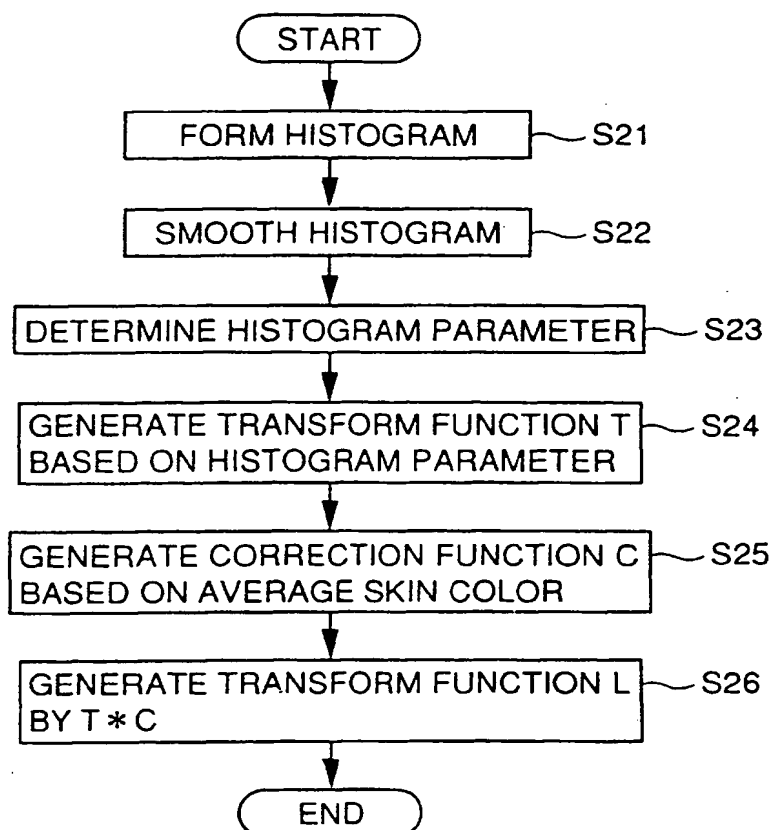 START
FORM HISTOGRAM S21
SMOOTH HISTOGRAM S22
DETERMINE HISTOGRAM PARAMETER S23
GENERATE TRANSFORM FUNCTION T S24
BASED ON HISTOGRAM PARAMETER
GENERATE CORRECTION FUNCTION C S25
BASED ON AVERAGE SKIN COLOR
GENERATE TRANSFORM FUNCTION L S26
BY T * C
END